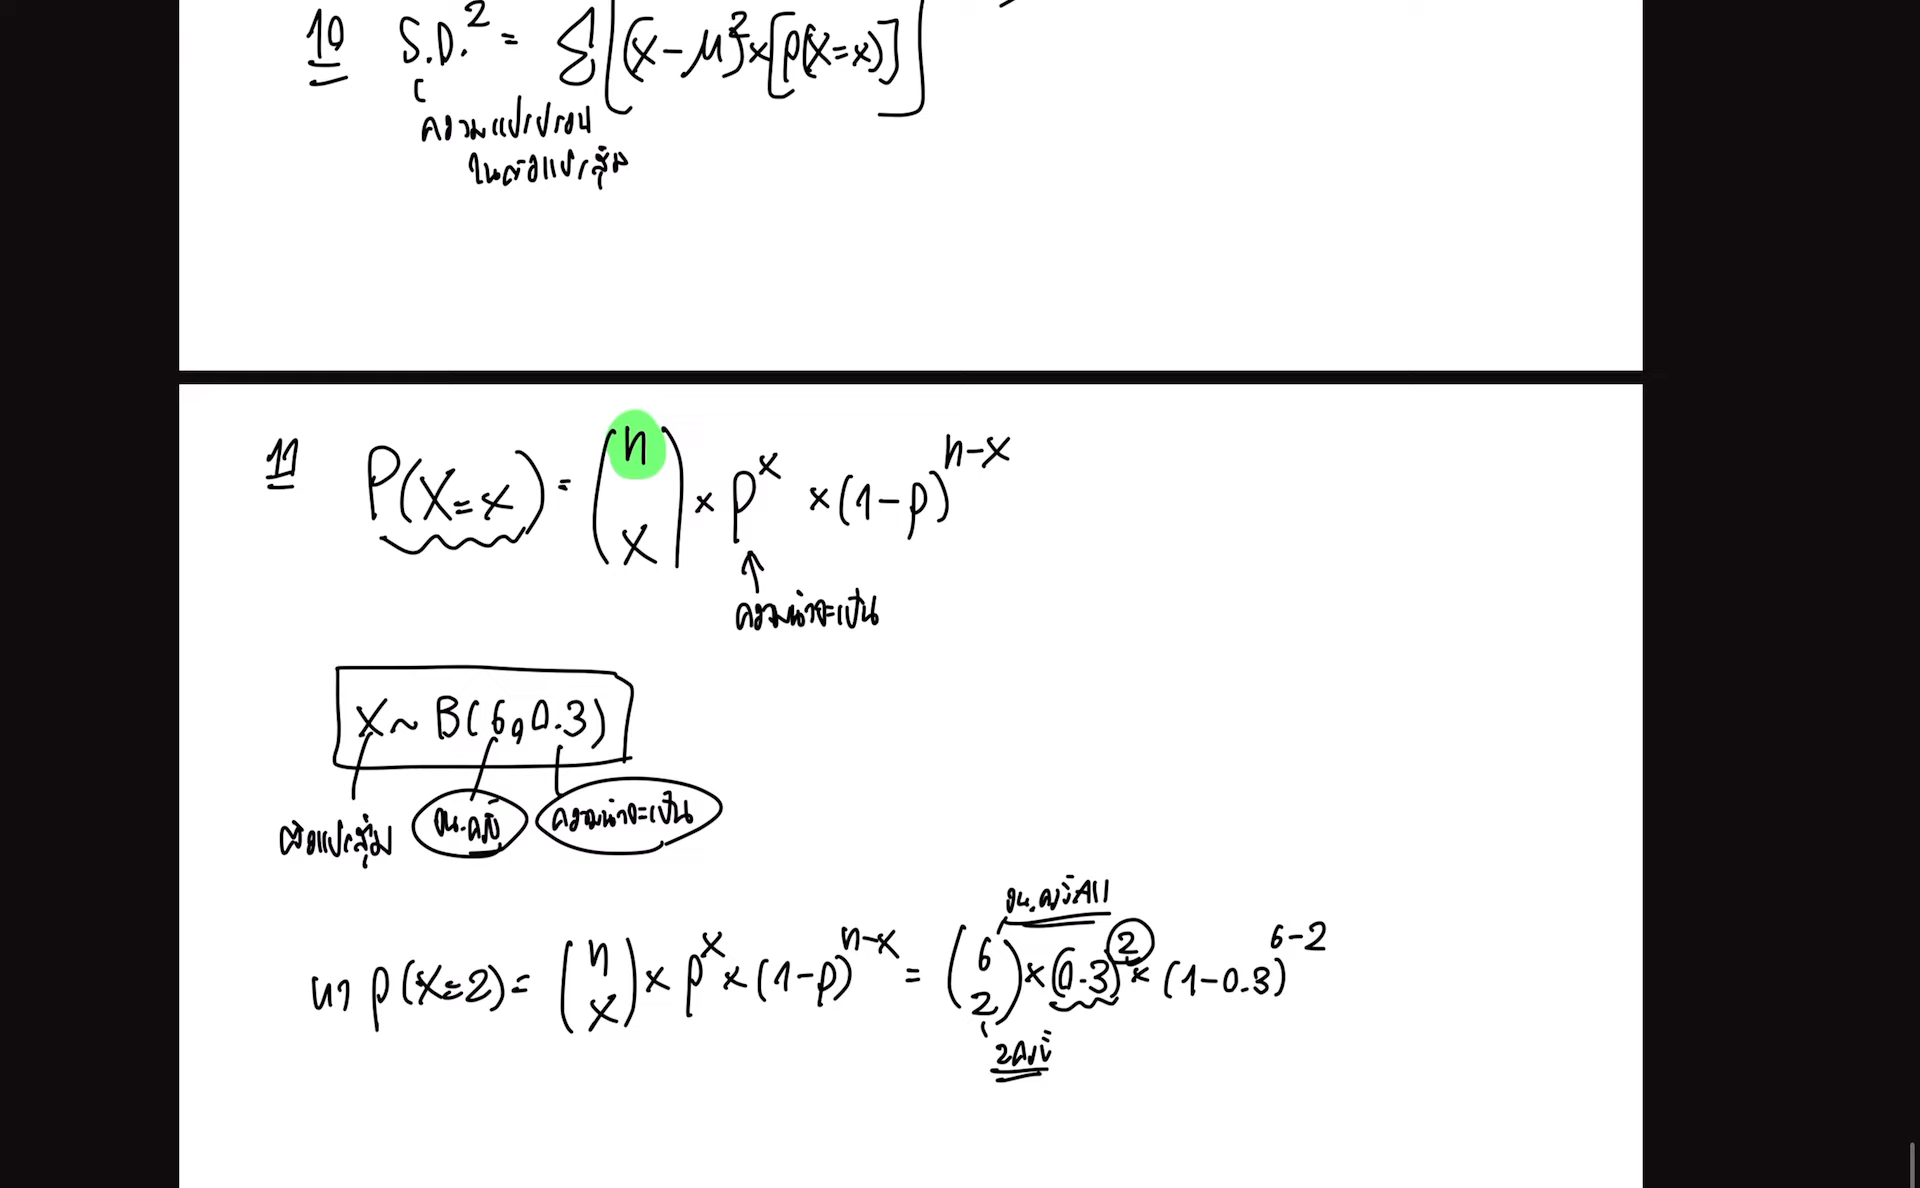 10 S.D.² = Σ[(x-μ)²×[P(X=x)]]
ความแปรปรวน
ในตัวแปรสุ่ม
11 P(X=x) = (n x) × p^x × (1-p)^n-x
ความน่าจะเป็น
X ~ B(6,0.3)
ตัวแปรสุ่ม จน.ครั้ง ความน่าจะเป็น
จน.ครั้งAll
หา P(X=2) = (n x) × p^x × (1-p)^n-x = (6 2) × (0.3)² × (1-0.3)^6-2
2ครั้ง